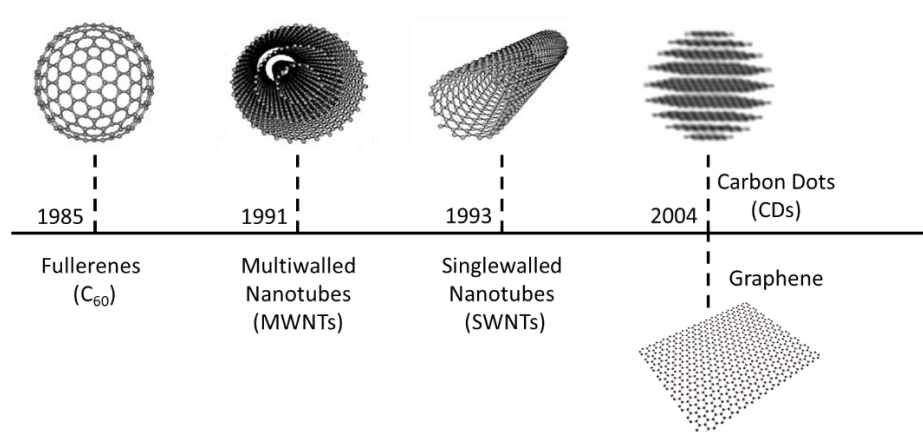 1985
Fullerenes
(C₆₀)
1991
Multiwalled
Nanotubes
(MWNTs)
1993
Singlewalled
Nanotubes
(SWNTs)
2004
Carbon Dots
(CDs)
Graphene